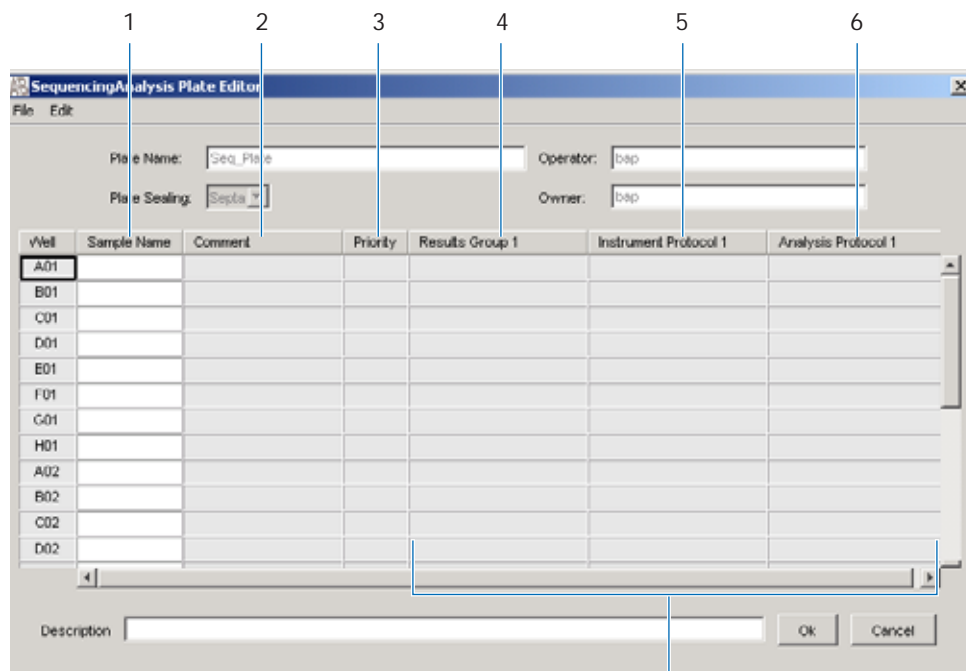 1 2 3 4 5 6
SequencingAnalysis Plate Editor
File Edit
Plate Name: Seq_Plate Operator: bap
Plate Sealing: Septa Owner: bap
Well Sample Name Comment Priority Results Group 1 Instrument Protocol 1 Analysis Protocol 1
A01
B01
C01
D01
E01
F01
G01
H01
A02
B02
C02
D02
Description Ok Cancel